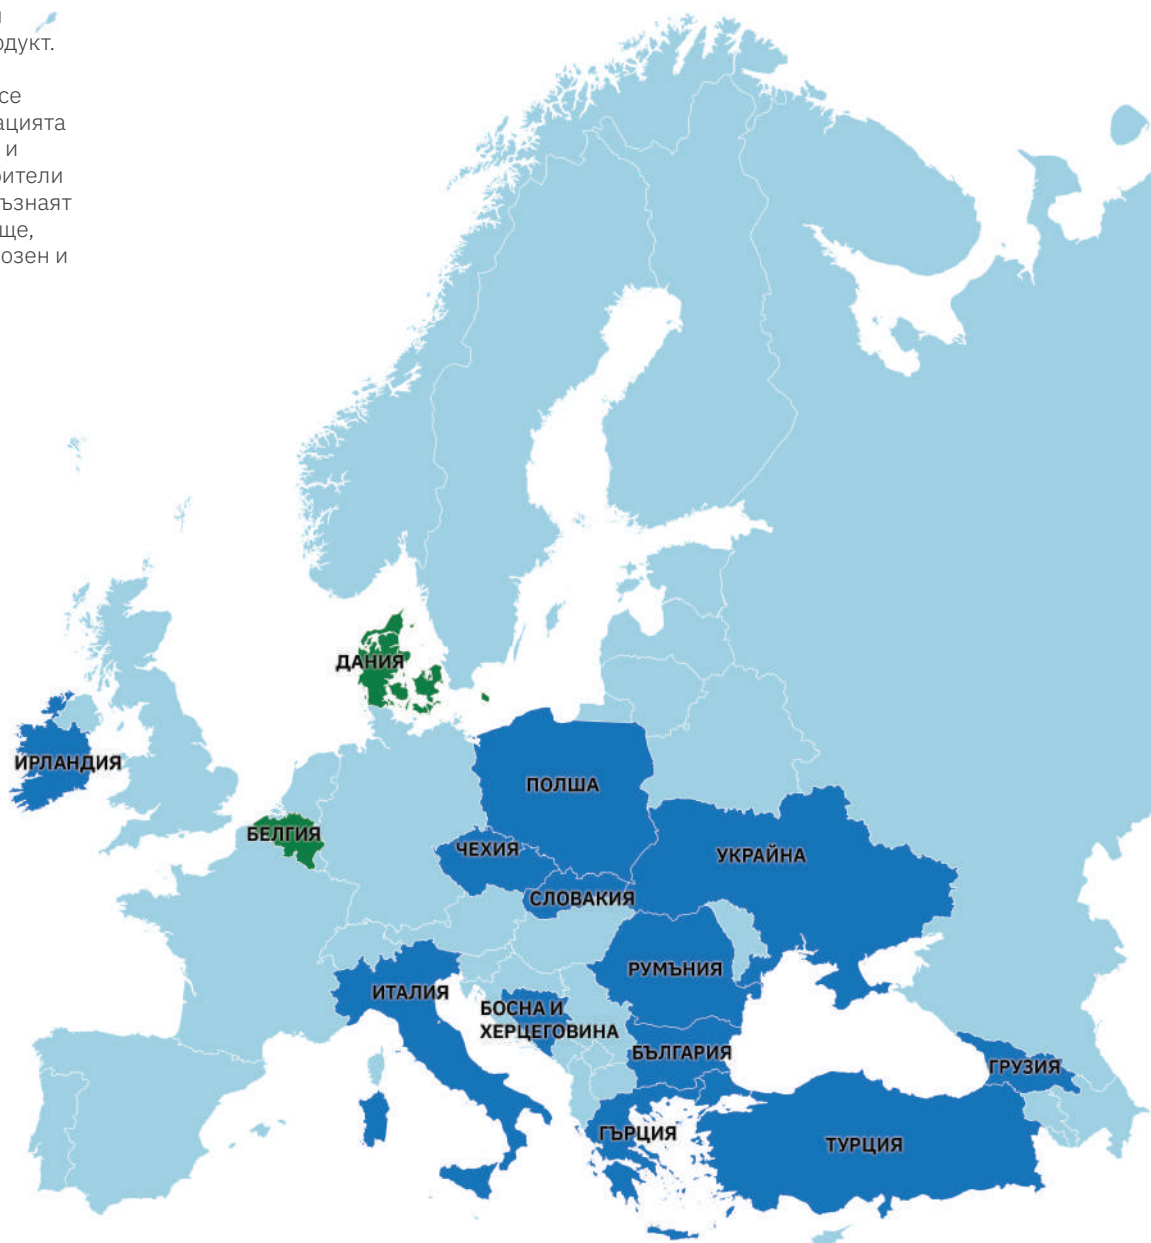 одукт.
се
ацията
и
бители
ъзнаят
ще,
озен и
ДАНИЯ
ИРЛАНДИЯ
ПОЛША
БЕЛГИЯ
ЧЕХИЯ
УКРАЙНА
СЛОВАКИЯ
РУМЪНИЯ
ИТАЛИЯ
БОСНА И
ХЕРЦЕГОВИНА
БЪЛГАРИЯ
ГРУЗИЯ
ГЪРЦИЯ
ТУРЦИЯ